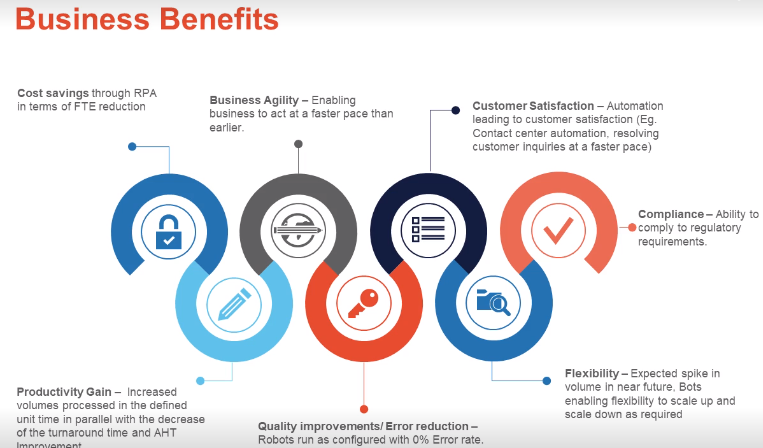 Business Benefits
Cost savings through RPA
in terms of FTE reduction
Business Agility – Enabling
business to act at a faster pace than
earlier.
Customer Satisfaction – Automation
leading to customer satisfaction (Eg.
Contact center automation, resolving
customer inquiries at a faster pace)
Compliance – Ability to
comply to regulatory
requirements.
Productivity Gain – Increased
volumes processed in the defined
unit time in parallel with the decrease
of the turnaround time and AHT
Improvement
Quality improvements/ Error reduction –
Robots run as configured with 0% Error rate.
Flexibility – Expected spike in
volume in near future, Bots
enabling flexibility to scale up and
scale down as required